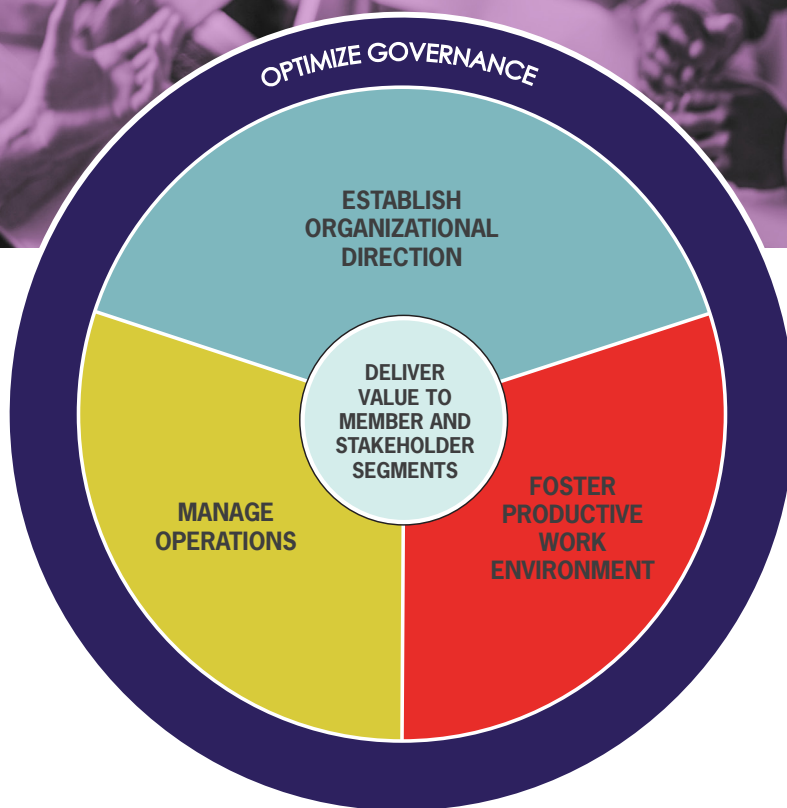 OPTIMIZE GOVERNANCE
ESTABLISH
ORGANIZATIONAL
DIRECTION
DELIVER
VALUE TO
MEMBER AND
STAKEHOLDER
SEGMENTS
MANAGE
OPERATIONS
FOSTER
PRODUCTIVE
WORK
ENVIRONMENT